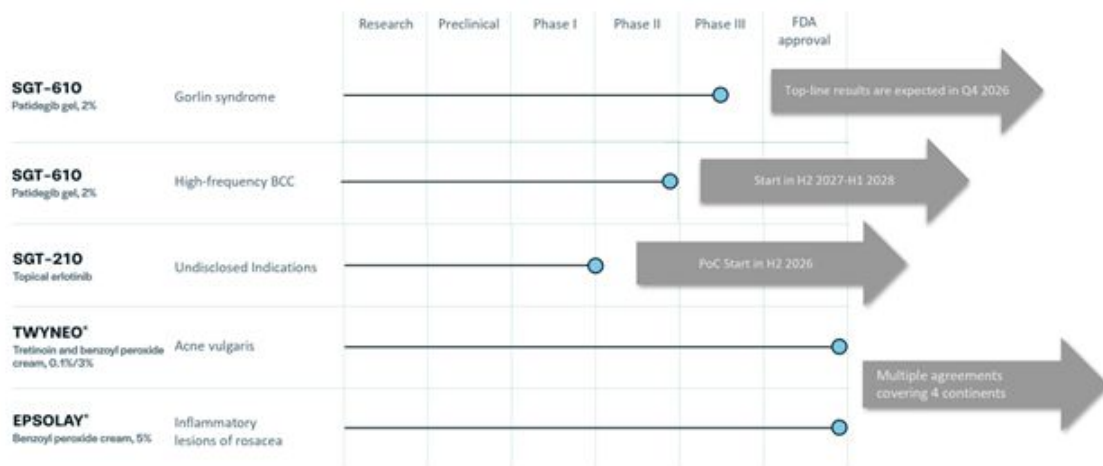 Research Preclinical Phase I Phase II Phase III FDA
approval
SGT-610
Patidegib gel, 2%
Gorlin syndrome
Top-line results are expected in Q4 2026
SGT-610
Patidegib gel, 2%
High-frequency BCC
Start in H2 2027-H1 2028
SGT-210
Topical erlotinib
Undisclosed Indications
PoC Start in H2 2026
TWYNEO®
Tretinoin and benzoyl peroxide
cream, 0.1%/3%
Acne vulgaris
Multiple agreements
covering 4 continents
EPSOLAY®
Benzoyl peroxide cream, 5%
Inflammatory
lesions of rosacea